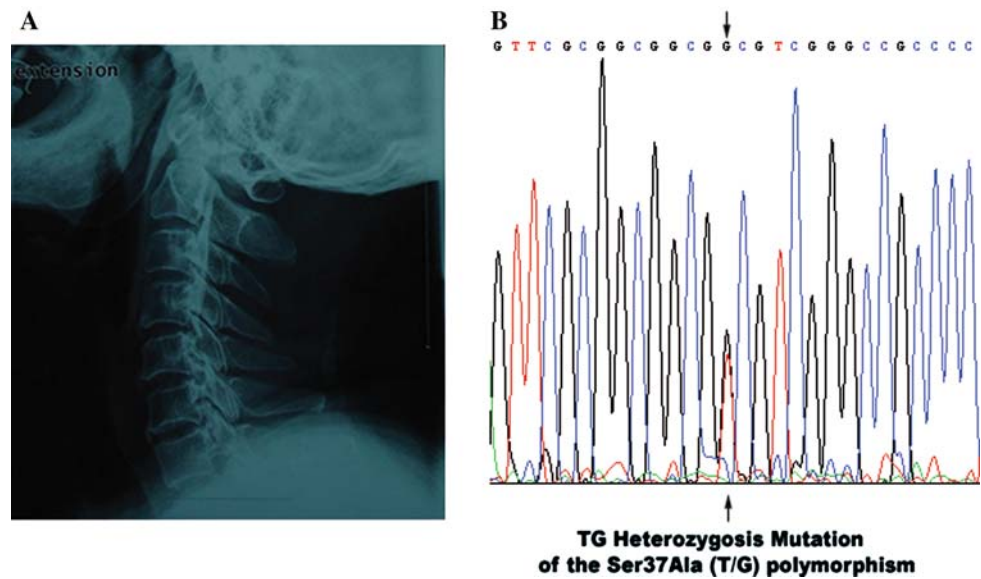 A
extension
B
G T T C G C G G C G G C G G C G T C G G G C C G C C C C
TG Heterozygosis Mutation
of the Ser37Ala (T/G) polymorphism